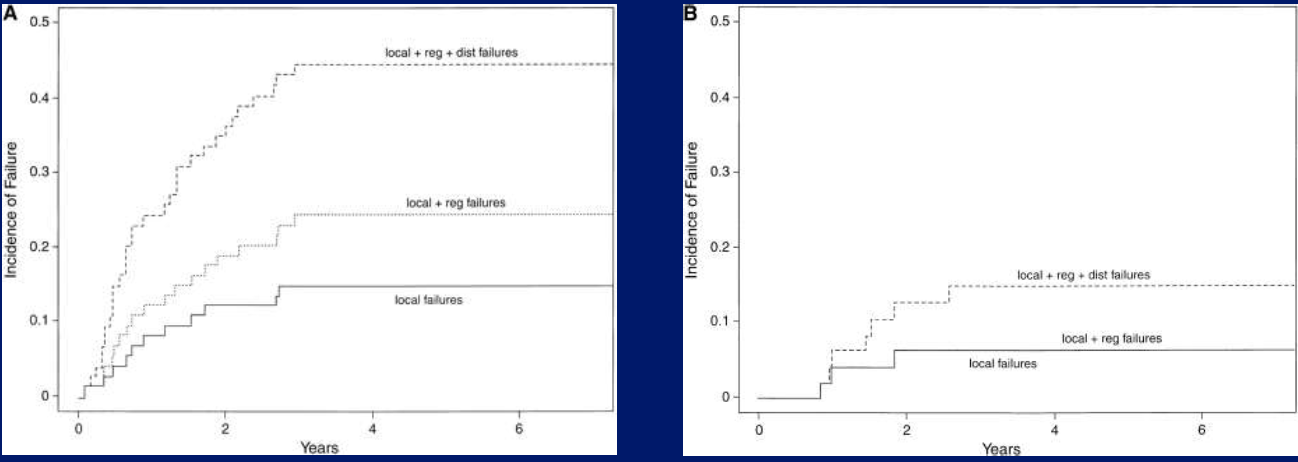 A
Incidence of Failure
0.5
0.4
0.3
0.2
0.1
0
local + reg + dist failures
local + reg failures
local failures
0 2 4 6
Years
B
Incidence of Failure
0.5
0.4
0.3
0.2
0.1
0
local + reg + dist failures
local + reg failures
local failures
0 2 4 6
Years